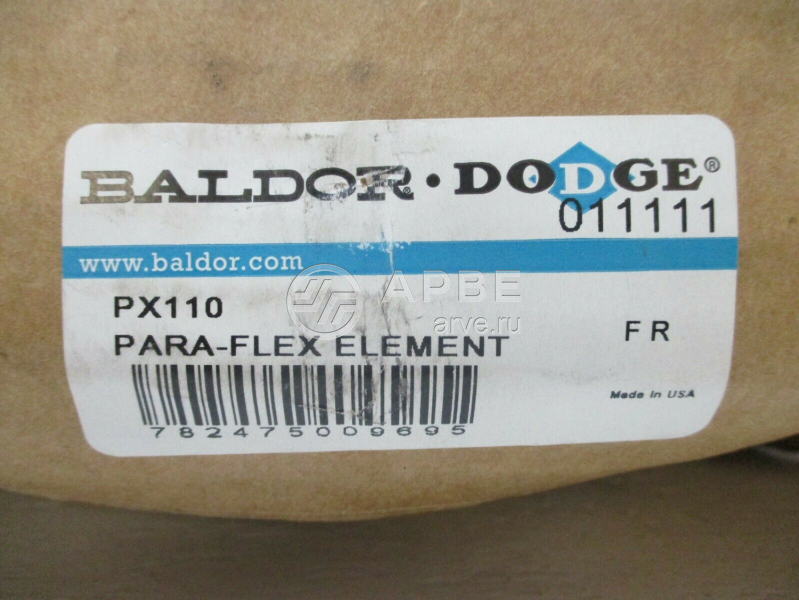 BALDOR · DODGE®
011111
www.baldor.com
PX110
PARA-FLEX ELEMENT
FR
Made in USA
782475009695
АРВЕ
arve.ru